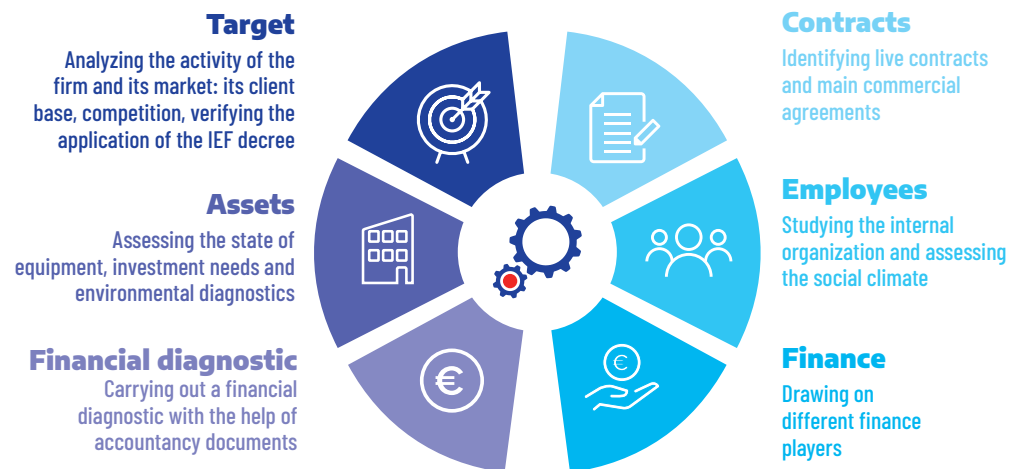 Target
Analyzing the activity of the
firm and its market: its client
base, competition, verifying the
application of the IEF decree
Assets
Assessing the state of
equipment, investment needs and
environmental diagnostics
Financial diagnostic
Carrying out a financial
diagnostic with the help of
accountancy documents
Contracts
Identifying live contracts
and main commercial
agreements
Employees
Studying the internal
organization and assessing
the social climate
Finance
Drawing on
different finance
players
€
€